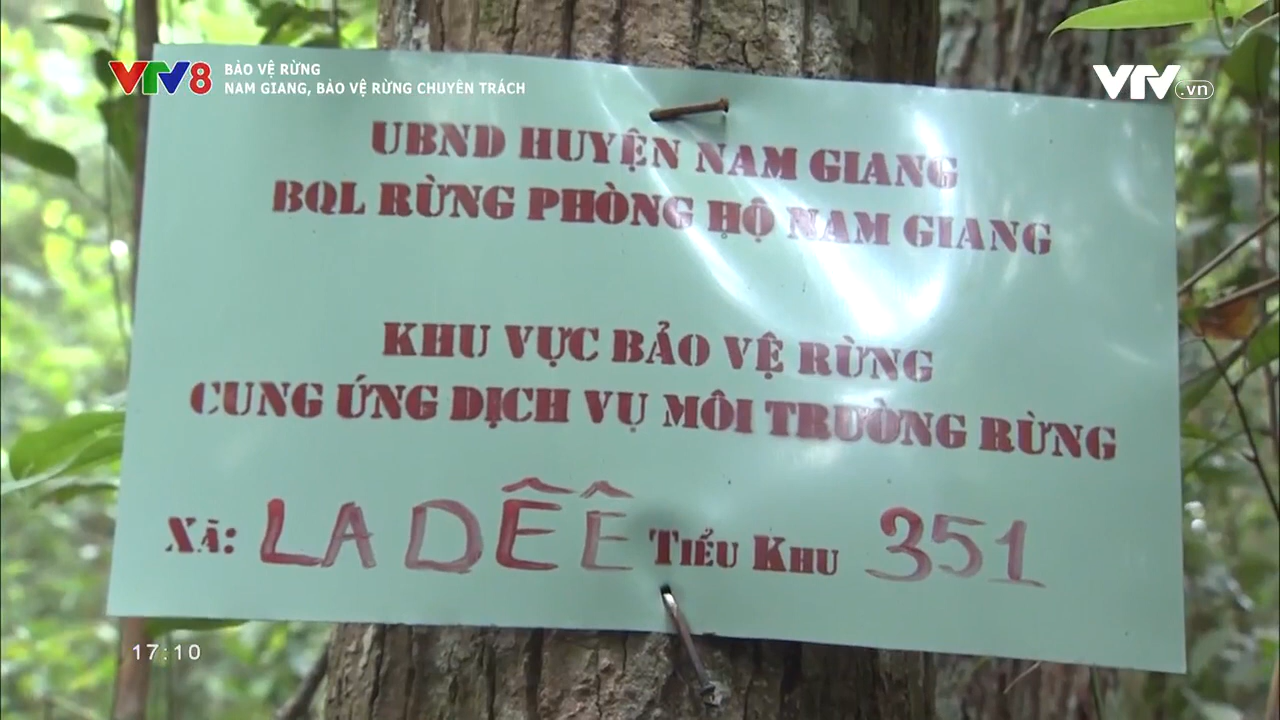 VTV8
BẢO VỆ RỪNG
NAM GIANG, BẢO VỆ RỪNG CHUYÊN TRÁCH
VTV.vn
UBND HUYỆN NAM GIANG
BQL RỪNG PHÒNG HỘ NAM GIANG
KHU VỰC BẢO VỆ RỪNG
CUNG ỨNG DỊCH VỤ MÔI TRƯỜNG RỪNG
XÃ: LA DÊÊ TIỂU KHU 351
17:10